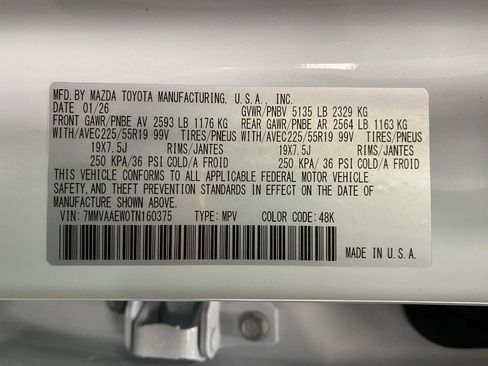 MFD. BY MAZDA TOYOTA MANUFACTURING, U.S.A., INC.
DATE 01/26 GVWR/PNBV 5135 LB 2329 KG
FRONT GAWR/PNBE AV 2593 LB 1176 KG REAR GAWR/PNBE AR 2564 LB 1163 KG
WITH/AVEC225/55R19 99V TIRES/PNEUS WITH/AVEC225/55R19 99V TIRES/PNEUS
19X7.5J RIMS/JANTES 19X7.5J RIMS/JANTES
250 KPA/36 PSI COLD/A FROID 250 KPA/36 PSI COLD/A FROID
THIS VEHICLE CONFORMS TO ALL APPLICABLE FEDERAL MOTOR VEHICLE
SAFETY,AND THEFT PREVENTION STANDARDS IN EFFECT ON THE DATE OF
MANUFACTURE SHOWN ABOVE.
VIN: 7MMVAAEW0TN160375 TYPE: MPV COLOR CODE: 48K
MADE IN U.S.A.